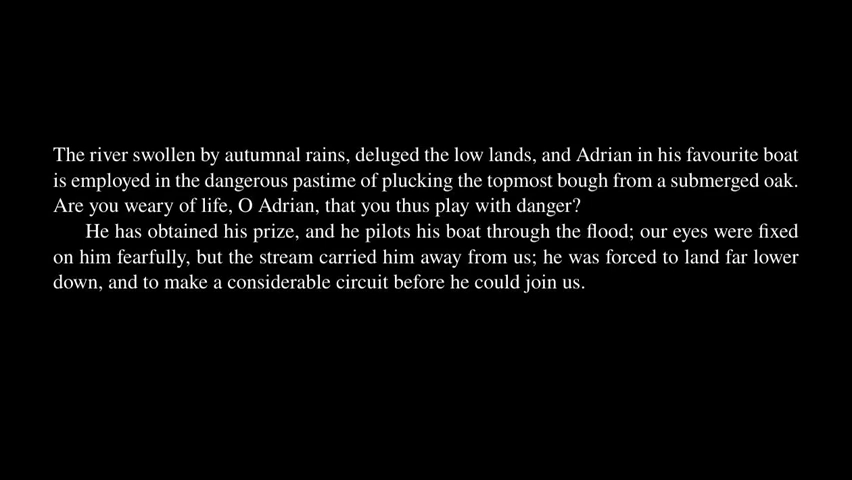 The river swollen by autumnal rains, deluged the low lands, and Adrian in his favourite boat
is employed in the dangerous pastime of plucking the topmost bough from a submerged oak.
Are you weary of life, O Adrian, that you thus play with danger?
He has obtained his prize, and he pilots his boat through the flood; our eyes were fixed
on him fearfully, but the stream carried him away from us; he was forced to land far lower
down, and to make a considerable circuit before he could join us.